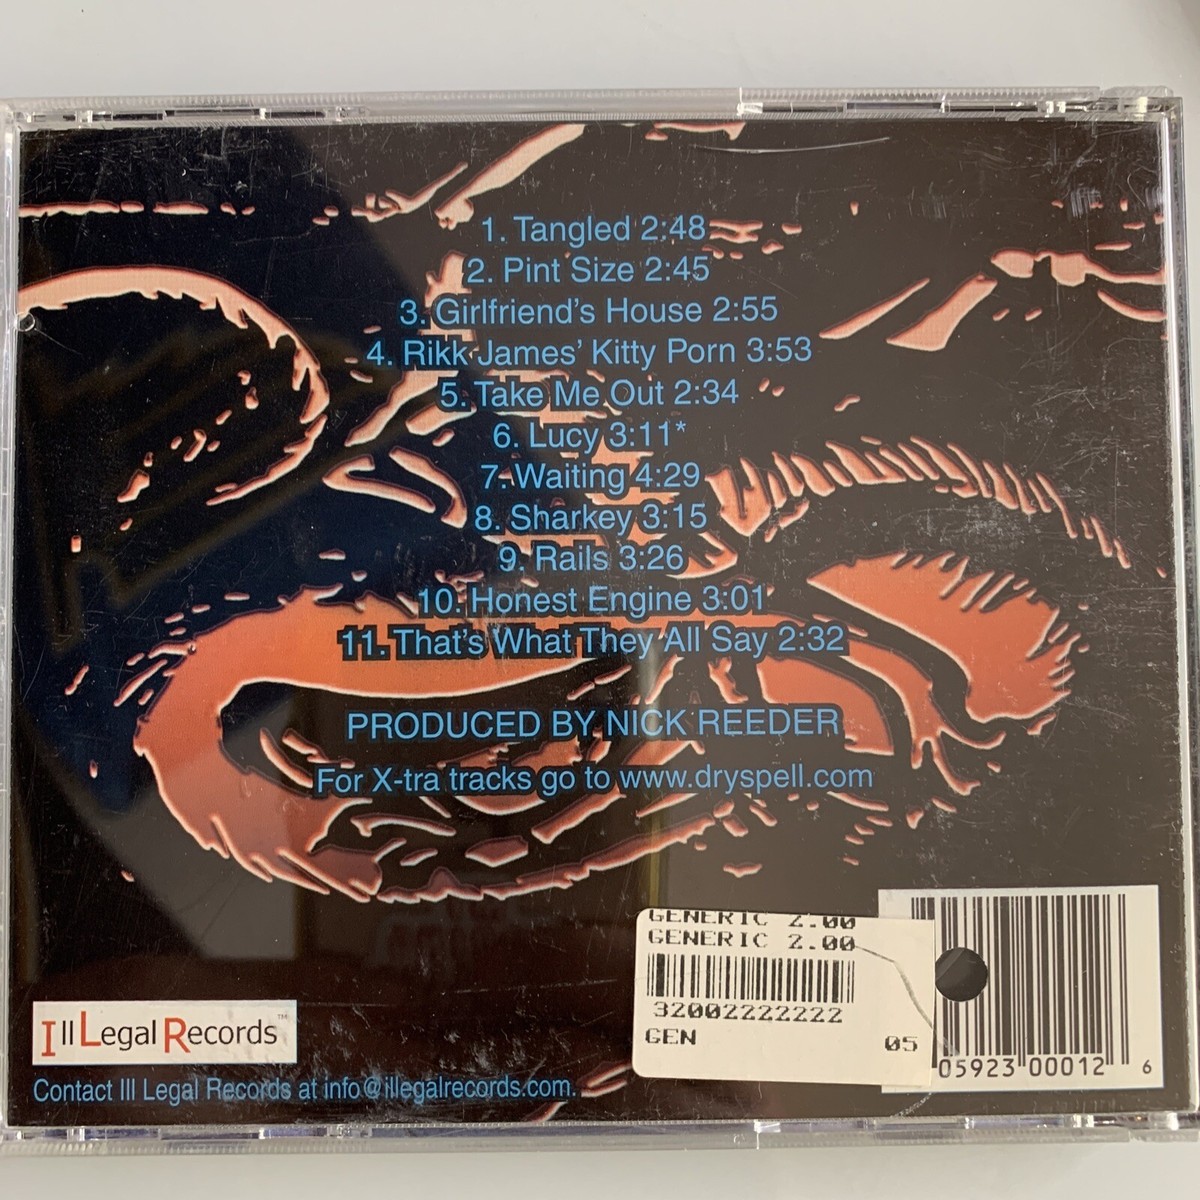 1. Tangled 2:48
2. Pint Size 2:45
3. Girlfriend's House 2:55
4. Rikk James' Kitty Porn 3:53
5. Take Me Out 2:34
6. Lucy 3:11*
7. Waiting 4:29
8. Sharkey 3:15
9. Rails 3:26
10. Honest Engine 3:01
11. That's What They All Say 2:32
PRODUCED BY NICK REEDER
For X-tra tracks go to www.dryspell.com
GENERIC 2.00
GENERIC 2.00
32002222222
GEN 05
05923 00012 6
Ill Legal Records™
Contact Ill Legal Records at info@illegalrecords.com.